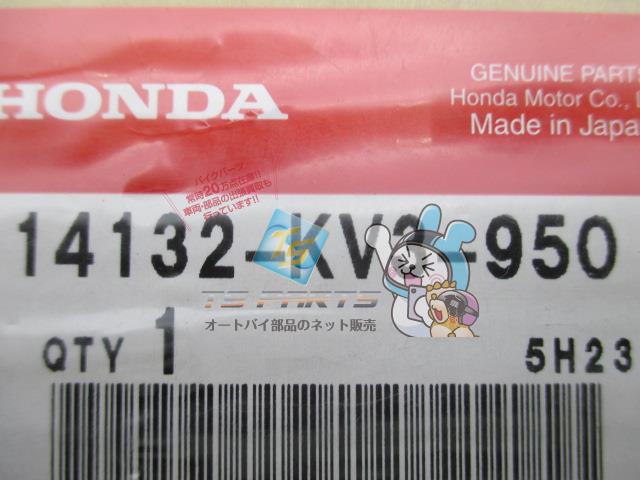 HONDA
GENUINE PARTS
Honda Motor Co.,
Made in Japan
バイクパーツ
常時20万点在庫!!
車両・部品の出張買取も
行っています!!
14132-KV3-950
TS
TS PARTS
オートバイ部品のネット販売
QTY 1
5H23